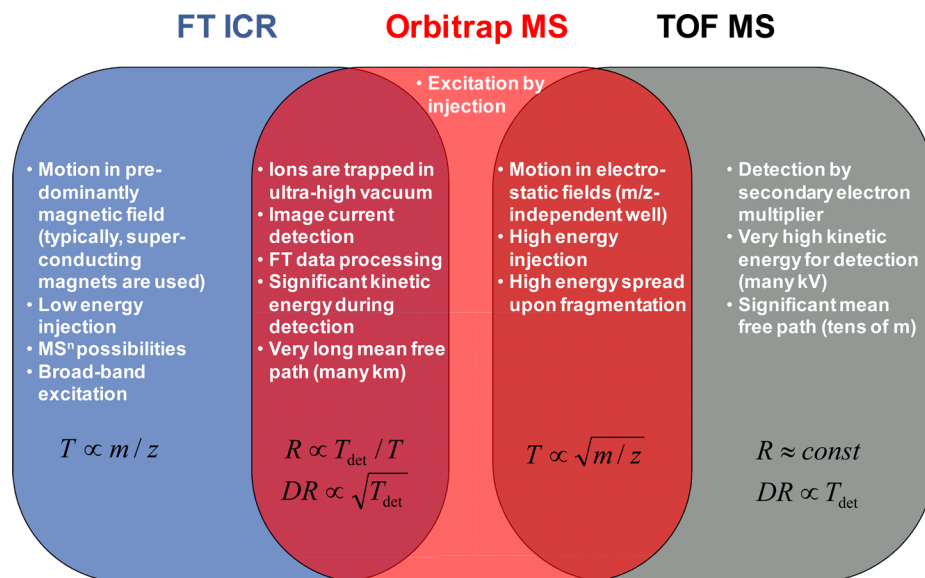 FT ICR
Orbitrap MS
TOF MS
• Excitation by
injection
• Motion in pre-
dominantly
magnetic field
(typically, super-
conducting
magnets are used)
• Low energy
injection
• MSⁿ possibilities
• Broad-band
excitation
T ∝ m / z
• Ions are trapped in
ultra-high vacuum
• Image current
detection
• FT data processing
• Significant kinetic
energy during
detection
• Very long mean free
path (many km)
R ∝ T_det / T
DR ∝ √T_det
• Motion in electro-
static fields (m/z-
independent well)
• High energy
injection
• High energy spread
upon fragmentation
T ∝ √m / z
• Detection by
secondary electron
multiplier
• Very high kinetic
energy for detection
(many kV)
• Significant mean
free path (tens of m)
R ≈ const
DR ∝ T_det